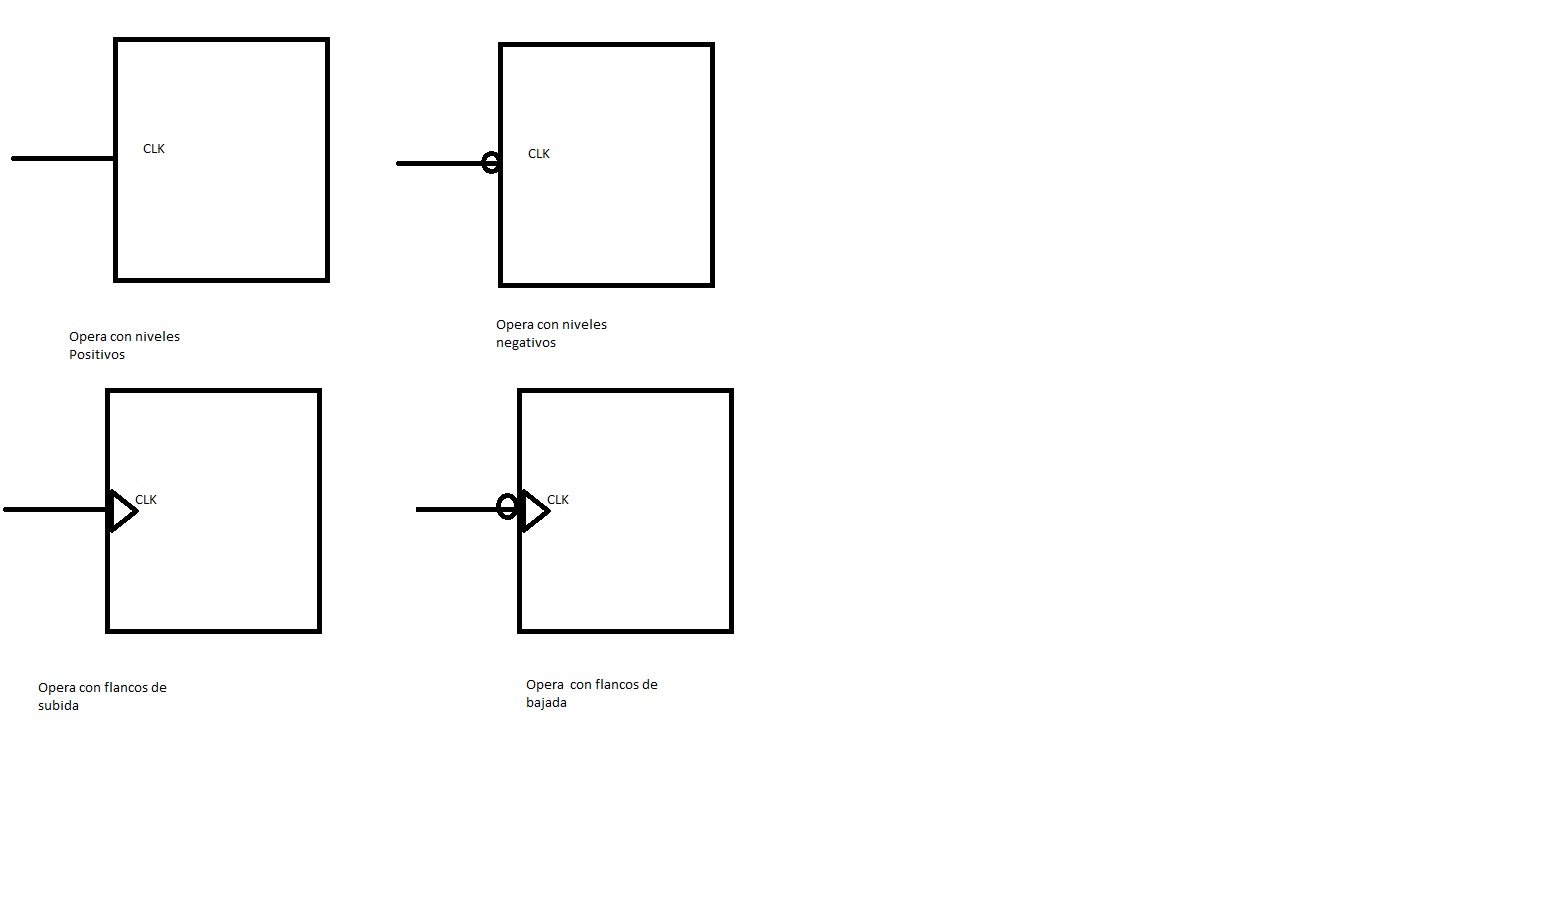 CLK
CLK
Opera con niveles
Positivos
Opera con niveles
negativos
CLK
CLK
Opera con flancos de
subida
Opera  con flancos de
bajada